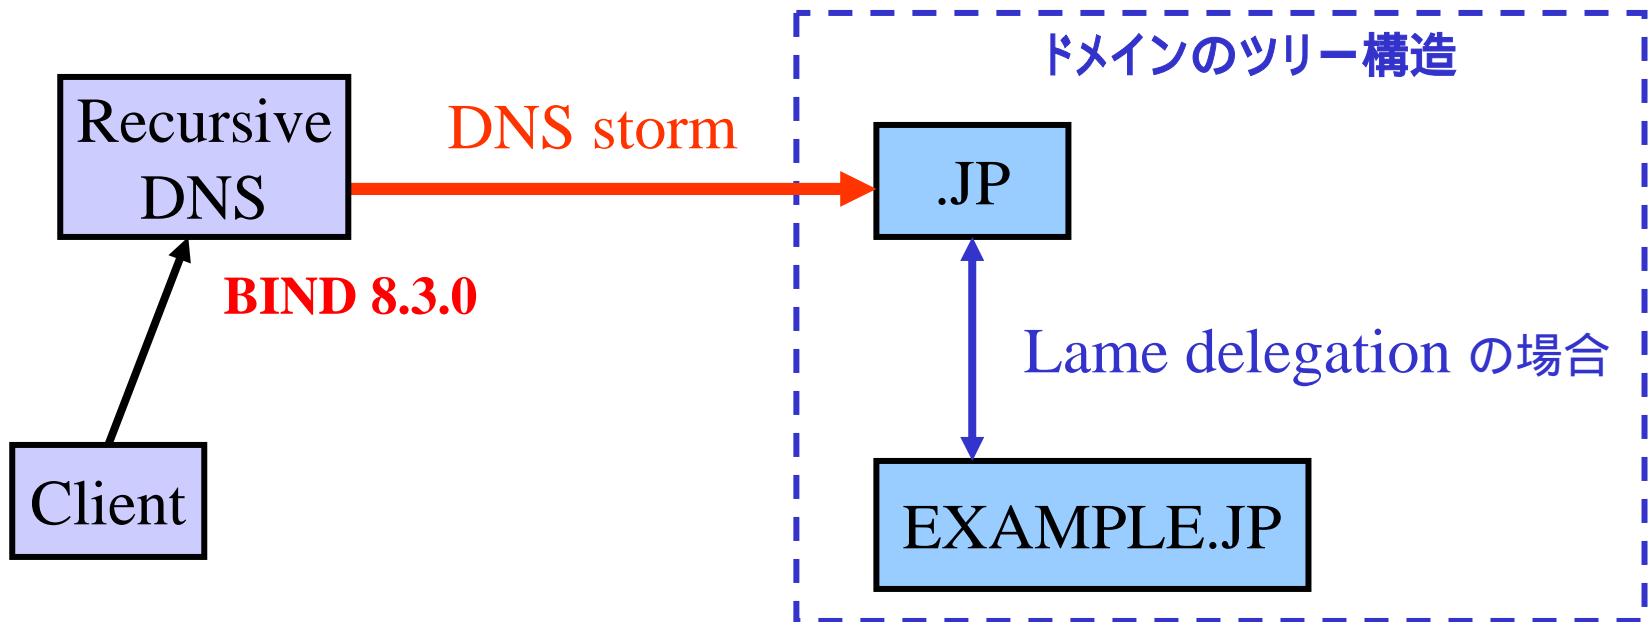 ドメインのツリー構造
Recursive
DNS
DNS storm
.JP
BIND 8.3.0
Lame delegation の場合
Client
EXAMPLE.JP